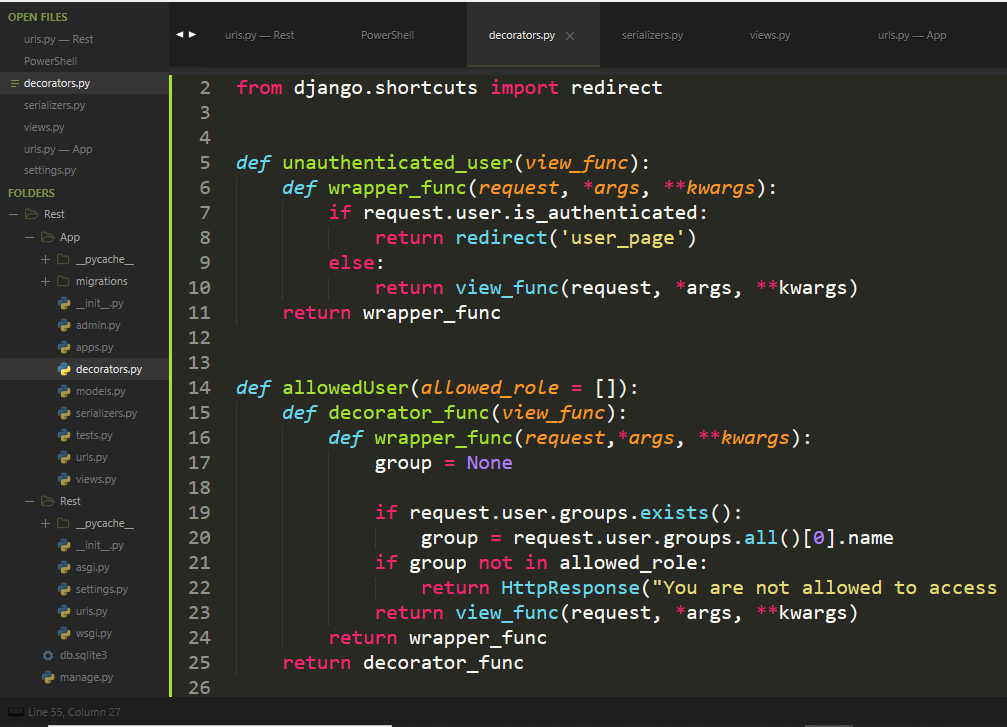 OPEN FILES
urls.py — Rest
PowerShell
decorators.py
serializers.py
views.py
urls.py — App
settings.py
FOLDERS
Rest
App
__pycache__
migrations
__init__.py
admin.py
apps.py
decorators.py
models.py
serializers.py
tests.py
urls.py
views.py
Rest
__pycache__
__init__.py
asgi.py
settings.py
urls.py
wsgi.py
db.sqlite3
manage.py
urls.py — Rest PowerShell decorators.py serializers.py views.py urls.py — App
2 from django.shortcuts import redirect
3
4
5 def unauthenticated_user(view_func):
6 def wrapper_func(request, *args, **kwargs):
7 if request.user.is_authenticated:
8 return redirect('user_page')
9 else:
10 return view_func(request, *args, **kwargs)
11 return wrapper_func
12
13
14 def allowedUser(allowed_role = []):
15 def decorator_func(view_func):
16 def wrapper_func(request,*args, **kwargs):
17 group = None
18
19 if request.user.groups.exists():
20 group = request.user.groups.all()[0].name
21 if group not in allowed_role:
22 return HttpResponse("You are not allowed to access
23 return view_func(request, *args, **kwargs)
24 return wrapper_func
25 return decorator_func
26
Line 55, Column 27